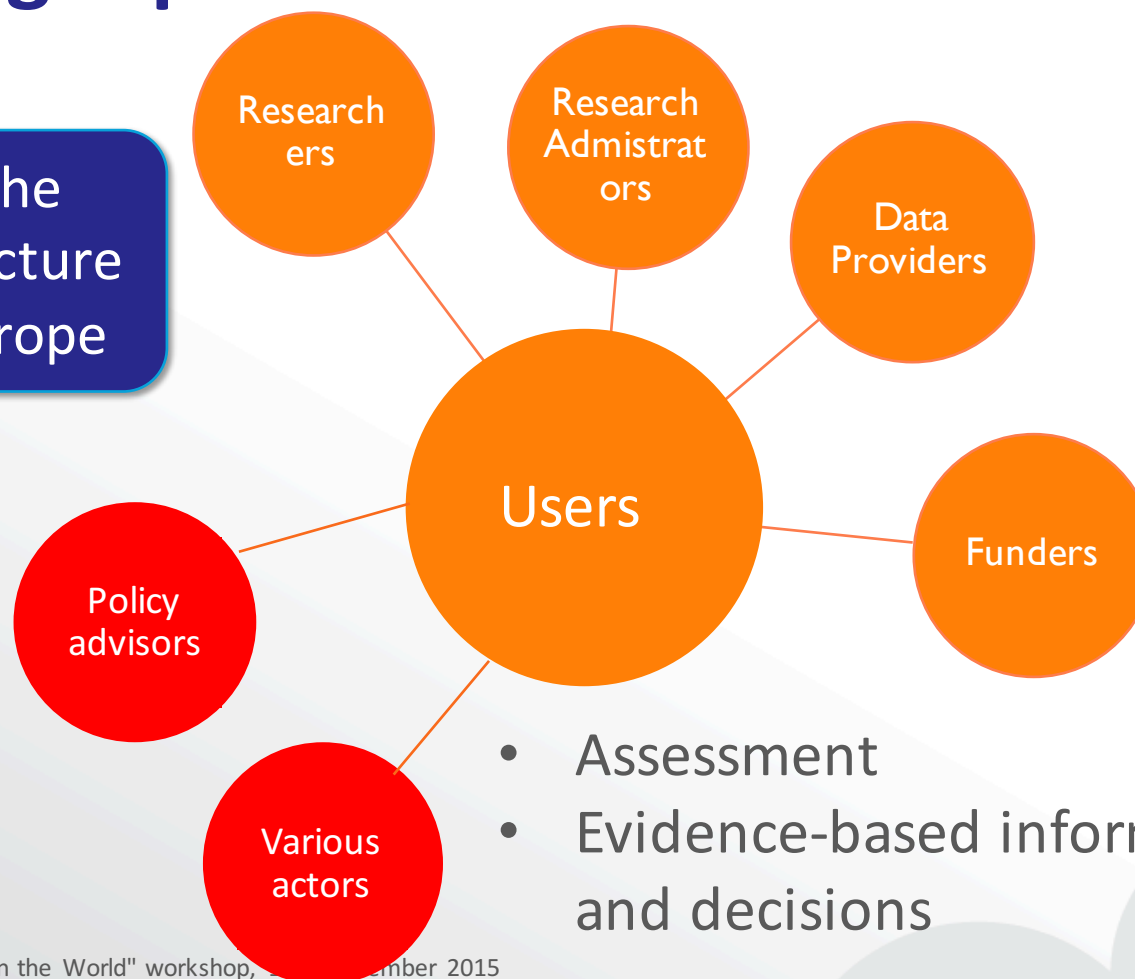 Research
ers
Research
Admistrat
ors
Data
Providers
he
cture
rope
Users
Funders
Policy
advisors
Various
actors
• Assessment
• Evidence-based infor
and decisions
the World" workshop, mber 2015